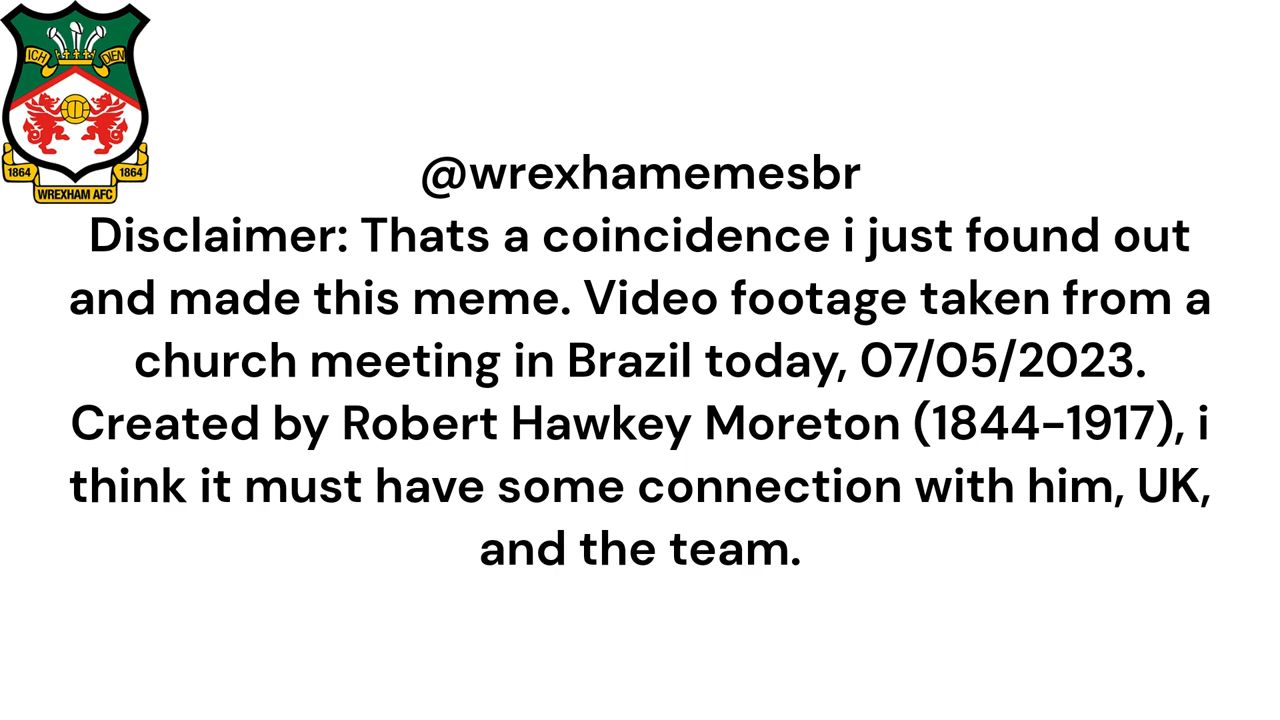 ICH DIEN
1864 1864
WREXHAM AFC
@wrexhamemesbr
Disclaimer: Thats a coincidence i just found out
and made this meme. Video footage taken from a
church meeting in Brazil today, 07/05/2023.
Created by Robert Hawkey Moreton (1844-1917), i
think it must have some connection with him, UK,
and the team.